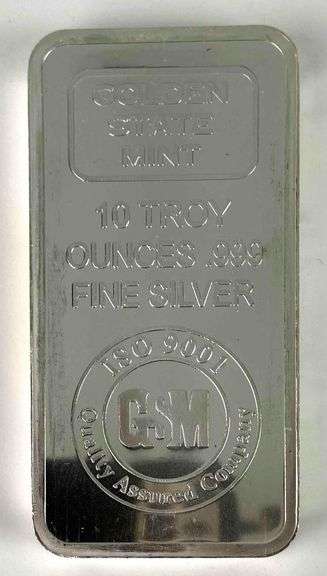 GOLDEN
STATE
MINT
10 TROY
OUNCES .999
FINE SILVER
ISO 9001
GSM
Quality Assured Company